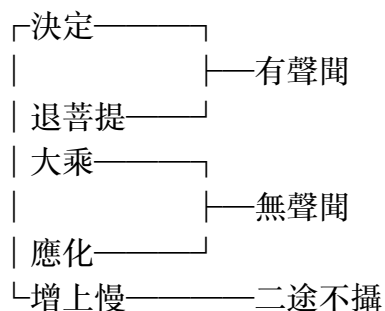 決定
有聲聞
退菩提
大乘
無聲聞
應化
增上慢 二途不攝